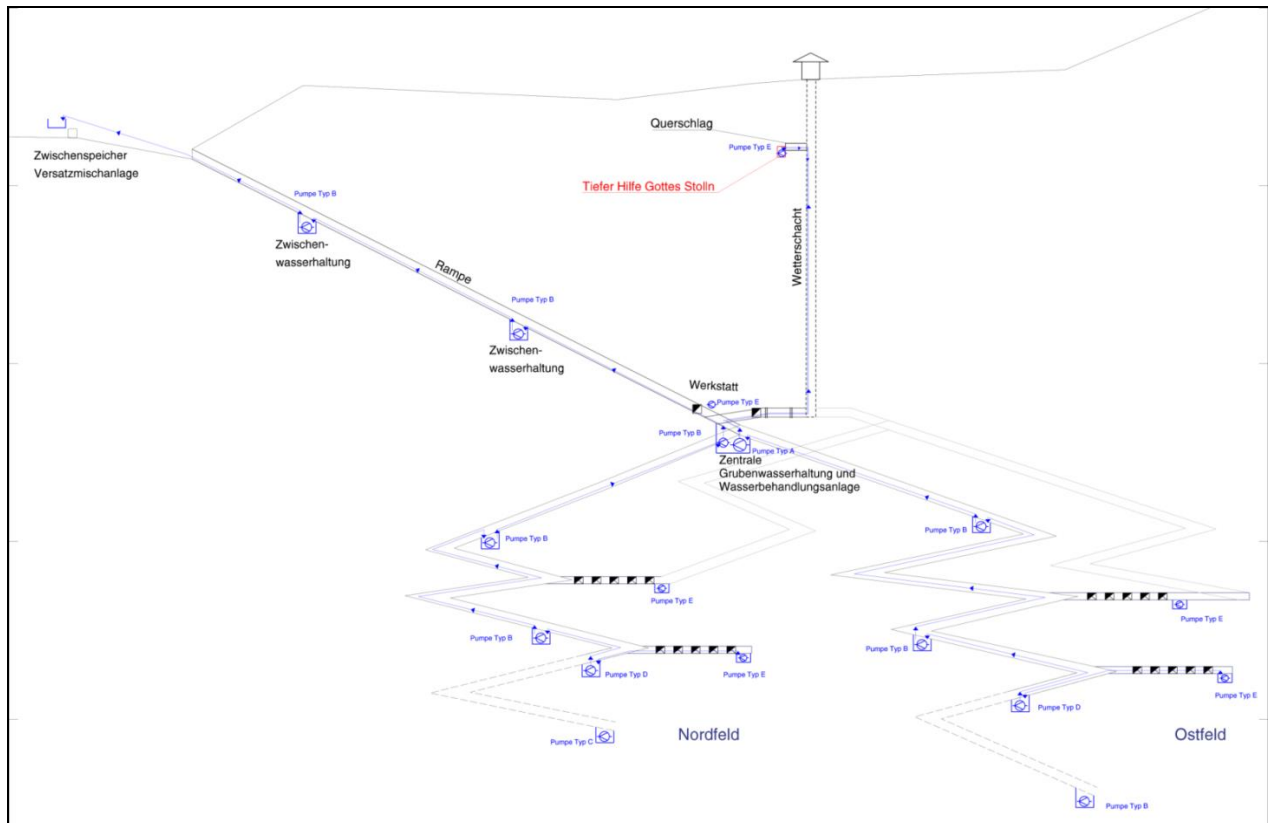 Querschlag
Pumpe Typ E
Zwischenspeicher
Versatzmischanlage
Tiefer Hilfe Gottes Stolln
Pumpe Typ B
Zwischen-
wasserhaltung
Wetterschacht
Rampe
Pumpe Typ B
Zwischen-
wasserhaltung
Werkstatt
Pumpe Typ E
Pumpe Typ B
Pumpe Typ A
Zentrale
Grubenwasserhaltung und
Wasserbehandlungsanlage
Pumpe Typ B
Pumpe Typ B
Pumpe Typ E
Pumpe Typ E
Pumpe Typ B
Pumpe Typ B
Pumpe Typ D
Pumpe Typ E
Pumpe Typ E
Pumpe Typ D
Pumpe Typ C
Nordfeld
Ostfeld
Pumpe Typ B